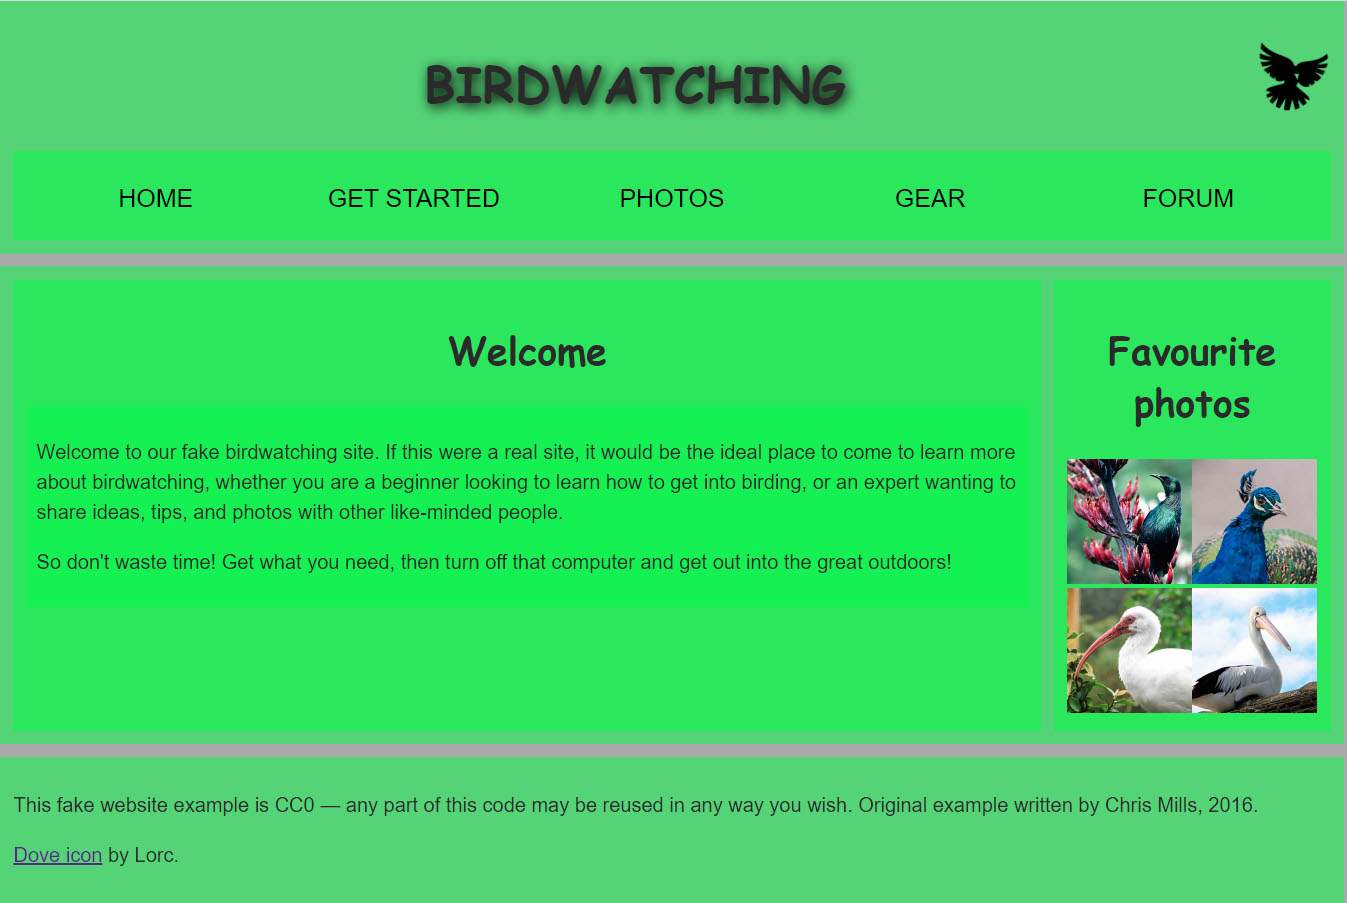 BIRDWATCHING
HOME GET STARTED PHOTOS GEAR FORUM
Welcome
Welcome to our fake birdwatching site. If this were a real site, it would be the ideal place to come to learn more
about birdwatching, whether you are a beginner looking to learn how to get into birding, or an expert wanting to
share ideas, tips, and photos with other like-minded people.
So don't waste time! Get what you need, then turn off that computer and get out into the great outdoors!
Favourite
photos
This fake website example is CC0 — any part of this code may be reused in any way you wish. Original example written by Chris Mills, 2016.
Dove icon by Lorc.